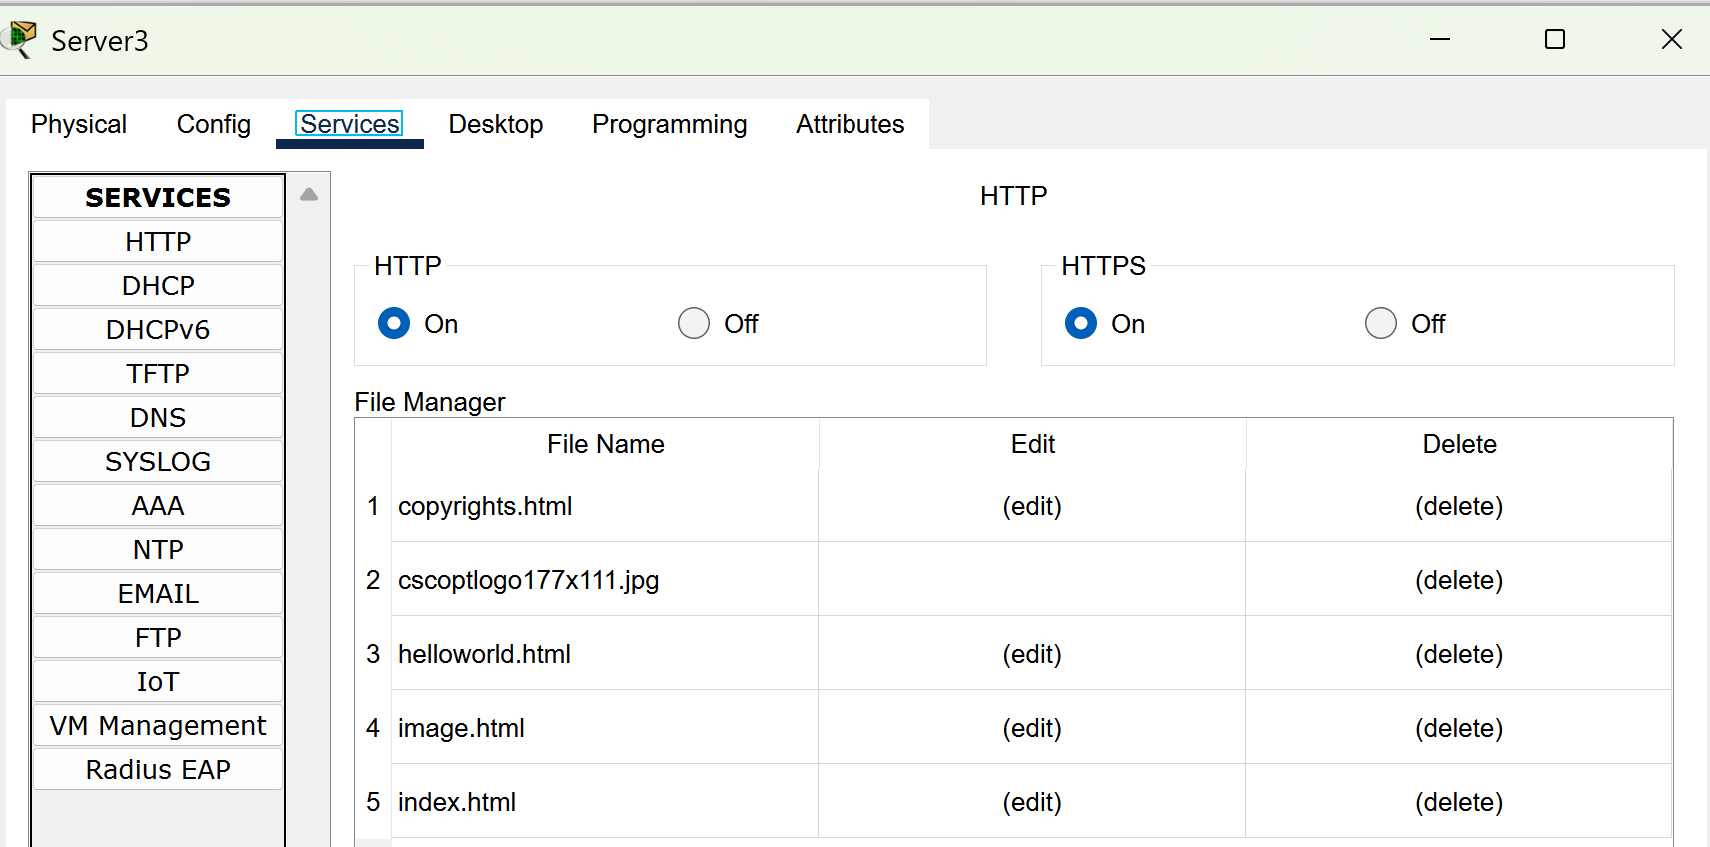 Server3
Physical Config Services Desktop Programming Attributes
SERVICES
HTTP
DHCP
DHCPv6
TFTP
DNS
SYSLOG
AAA
NTP
EMAIL
FTP
IoT
VM Management
Radius EAP
HTTP
HTTP
On Off
HTTPS
On Off
File Manager
File Name Edit Delete
1 copyrights.html (edit) (delete)
2 cscoptlogo177x111.jpg (delete)
3 helloworld.html (edit) (delete)
4 image.html (edit) (delete)
5 index.html (edit) (delete)